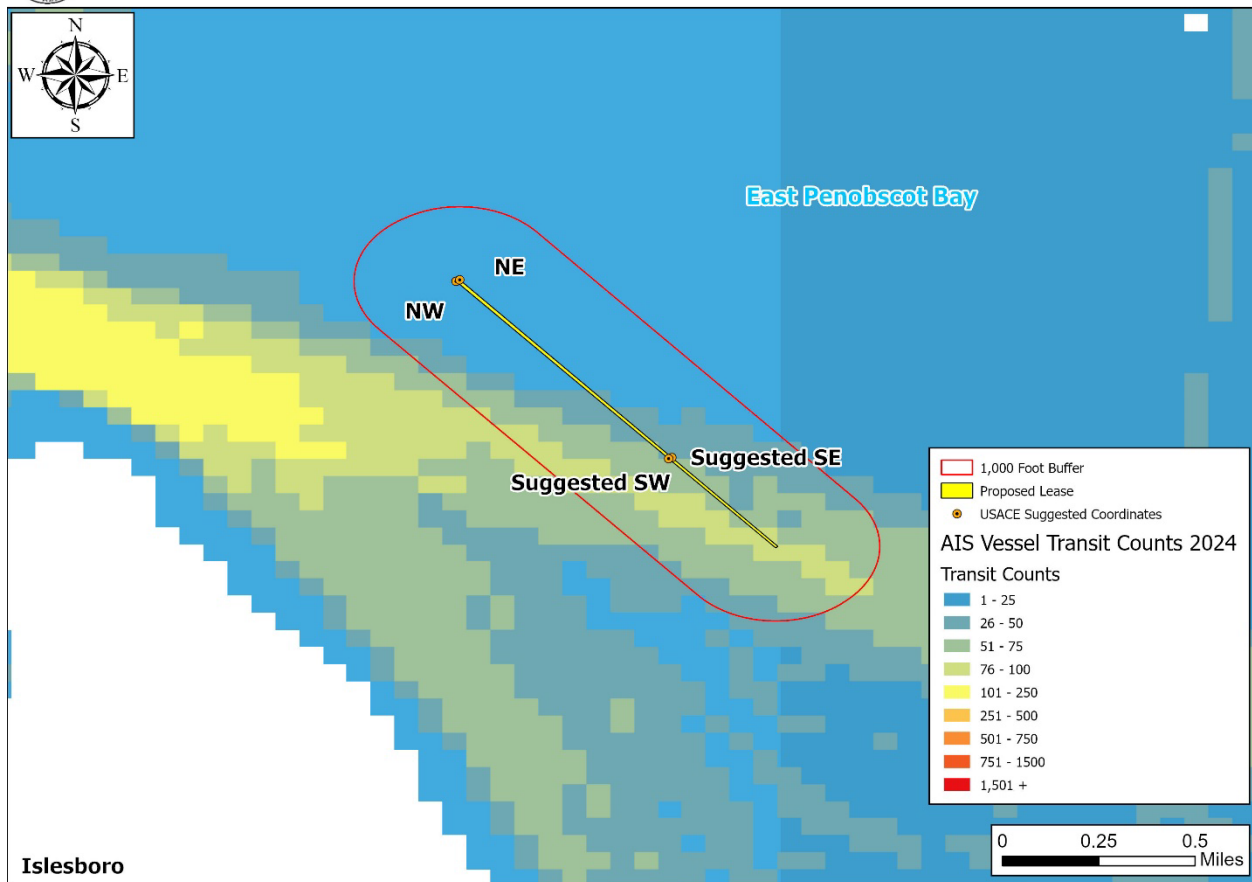 N
W
E
S
East Penobscot Bay
NE
NW
Suggested SE
Suggested SW
1,000 Foot Buffer
Proposed Lease
USACE Suggested Coordinates
AIS Vessel Transit Counts 2024
Transit Counts
1 - 25
26 - 50
51 - 75
76 - 100
101 - 250
251 - 500
501 - 750
751 - 1500
1,501 +
0 0.25 0.5
Miles
Islesboro